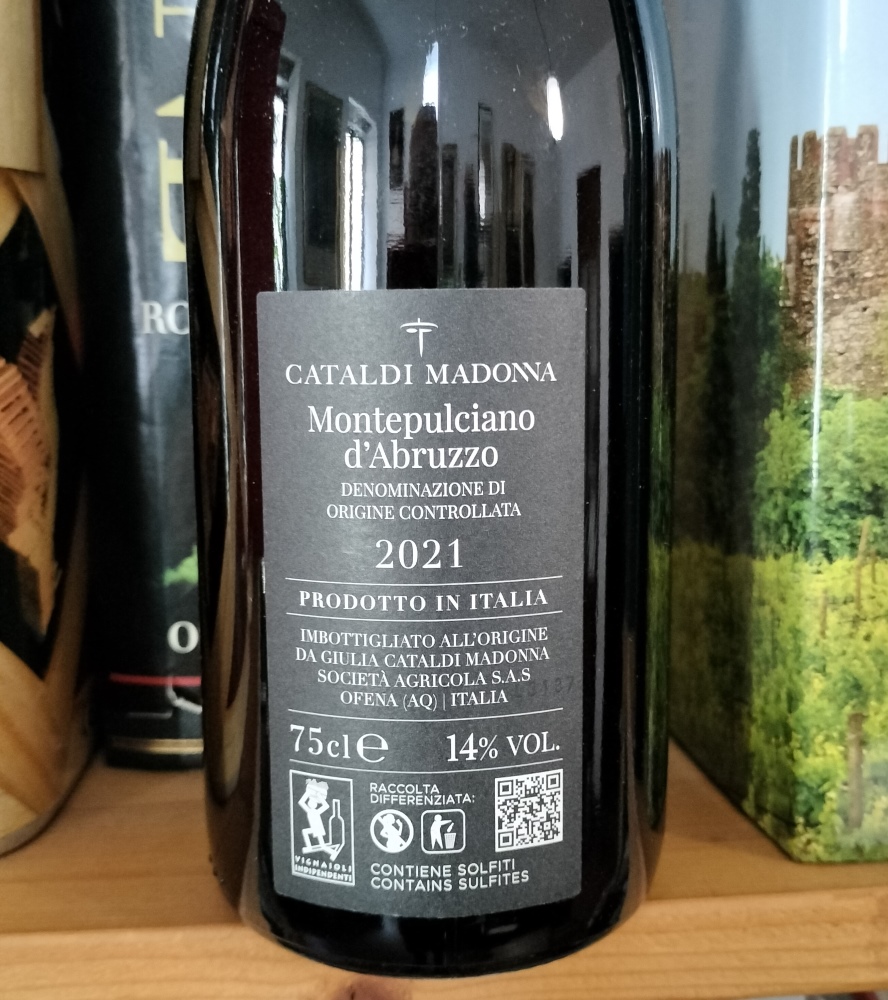 CATALDI MADONNA
Montepulciano
d'Abruzzo
DENOMINAZIONE DI
ORIGINE CONTROLLATA
2021
PRODOTTO IN ITALIA
IMBOTTIGLIATO ALL'ORIGINE
DA GIULIA CATALDI MADONNA
SOCIETÀ AGRICOLA S.A.S
OFENA (AQ) | ITALIA
75cl e 14% VOL.
RACCOLTA
DIFFERENZIATA:
VIGNAIOLI
INDIPENDENTI
CONTIENE SOLFITI
CONTAINS SULFITES